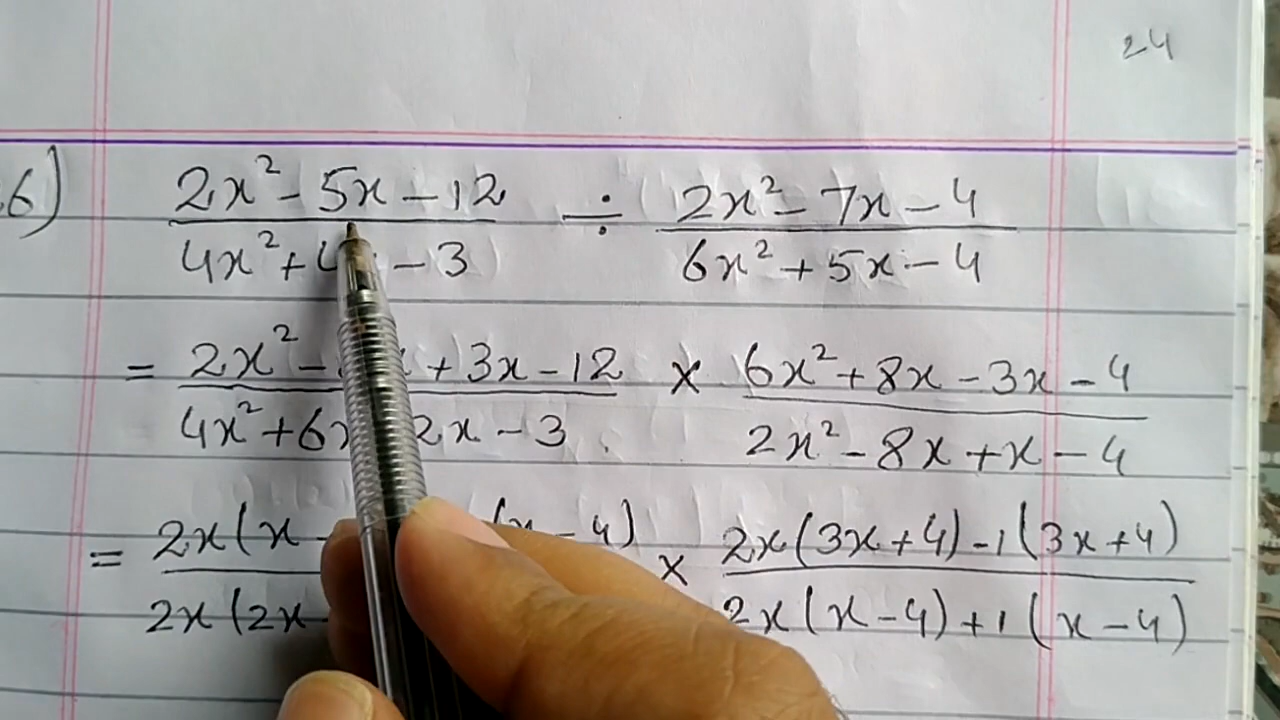 24
6) 2x² - 5x - 12 ÷ 2x² - 7x - 4
4x² + 4 - 3 6x² + 5x - 4
= 2x² - x + 3x - 12 × 6x² + 8x - 3x - 4
4x² + 6x 2x - 3 2x² - 8x + x - 4
= 2x(x - (x - 4) × 2x(3x + 4) - 1(3x + 4)
2x(2x 2x(x - 4) + 1(x - 4)